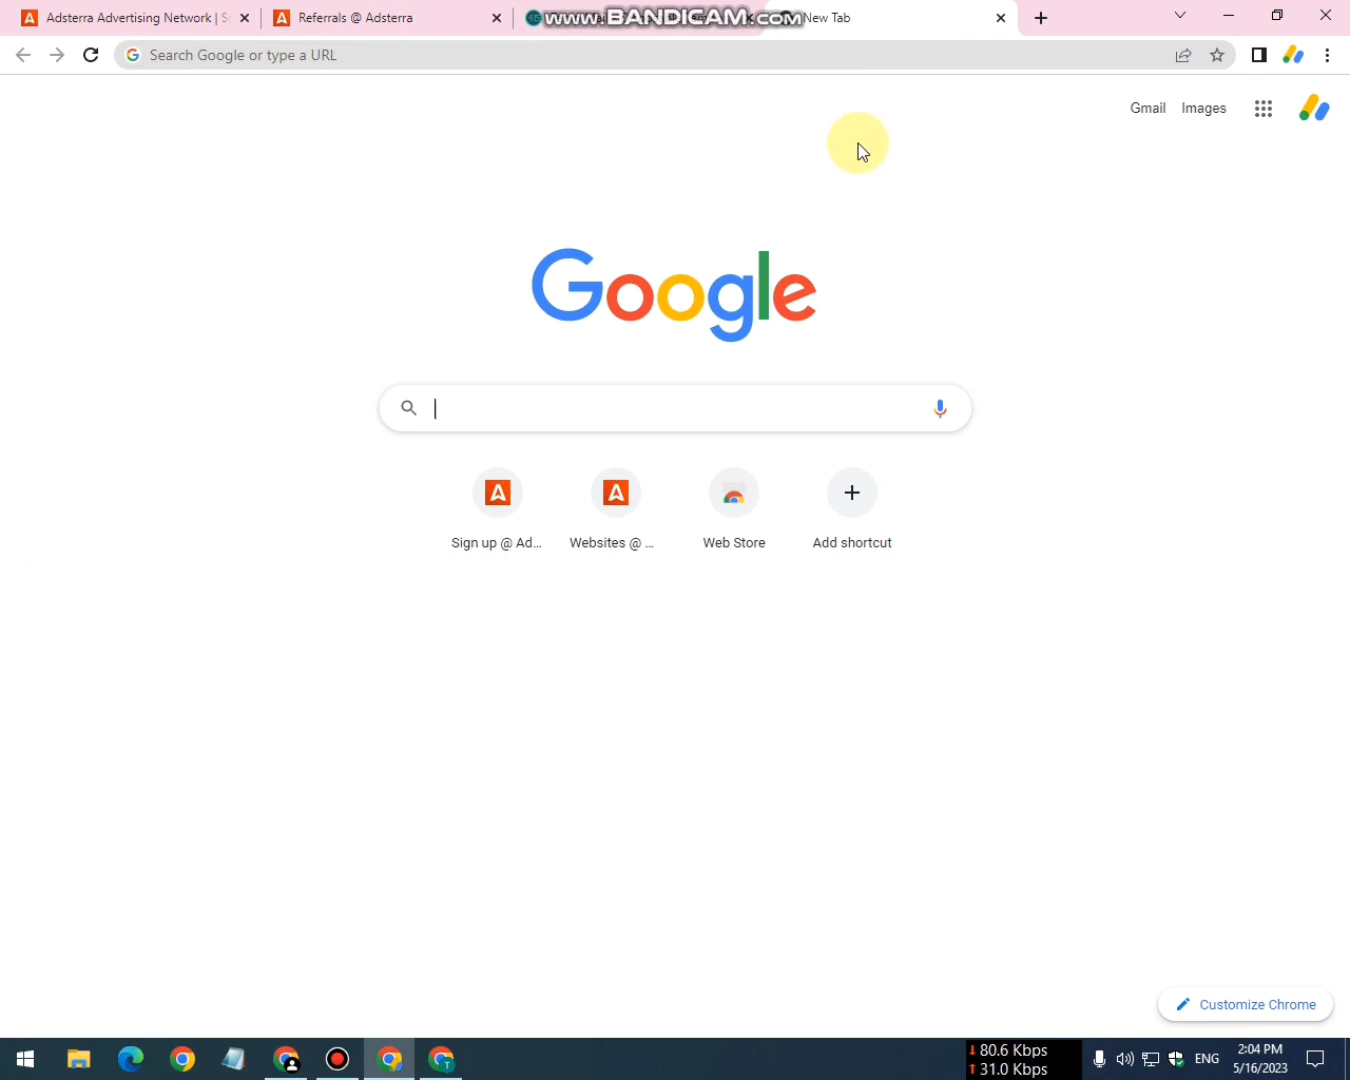 Adsterra Advertising Network | S
Referrals @ Adsterra
www.BANDICAM.com
New Tab
Search Google or type a URL
Gmail
Images
Google
Sign up @ Ad...
Websites @ ...
Web Store
Add shortcut
Customize Chrome
80.6 Kbps
31.0 Kbps
ENG
2:04 PM
5/16/2023